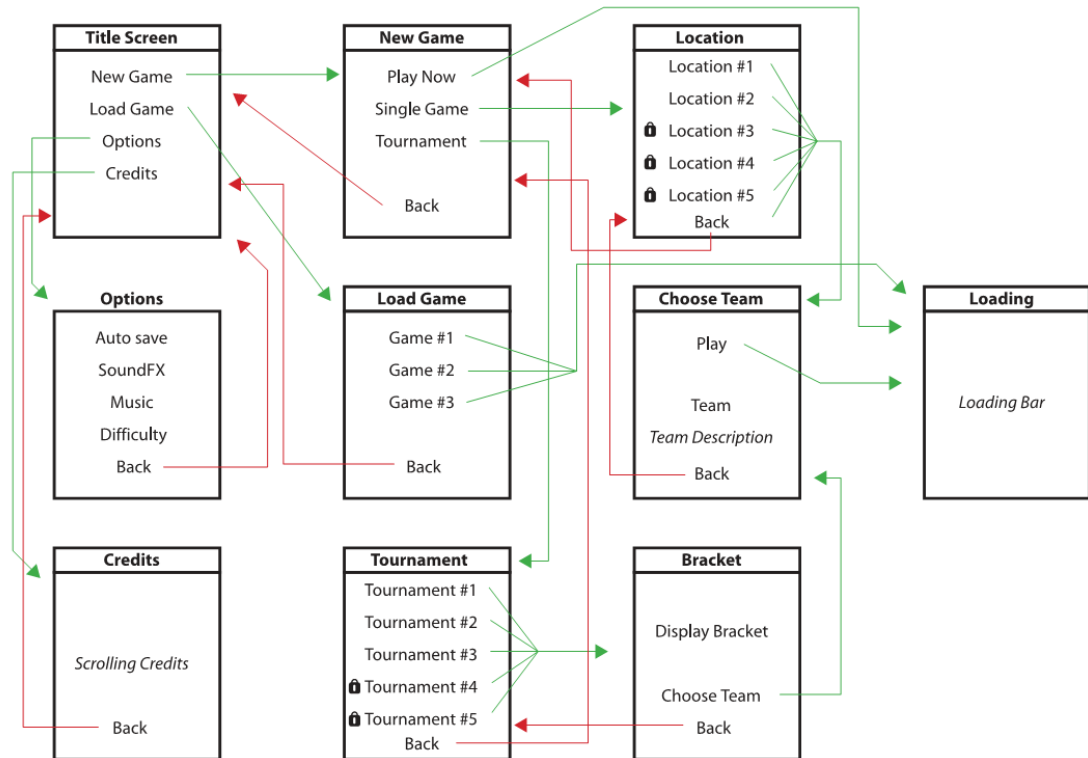 Title Screen
New Game
Load Game
Options
Credits
New Game
Play Now
Single Game
Tournament
Back
Location
Location #1
Location #2
Location #3
Location #4
Location #5
Back
Options
Auto save
SoundFX
Music
Difficulty
Back
Load Game
Game #1
Game #2
Game #3
Back
Choose Team
Play
Team
Team Description
Back
Loading
Loading Bar
Credits
Scrolling Credits
Back
Tournament
Tournament #1
Tournament #2
Tournament #3
Tournament #4
Tournament #5
Back
Bracket
Display Bracket
Choose Team
Back